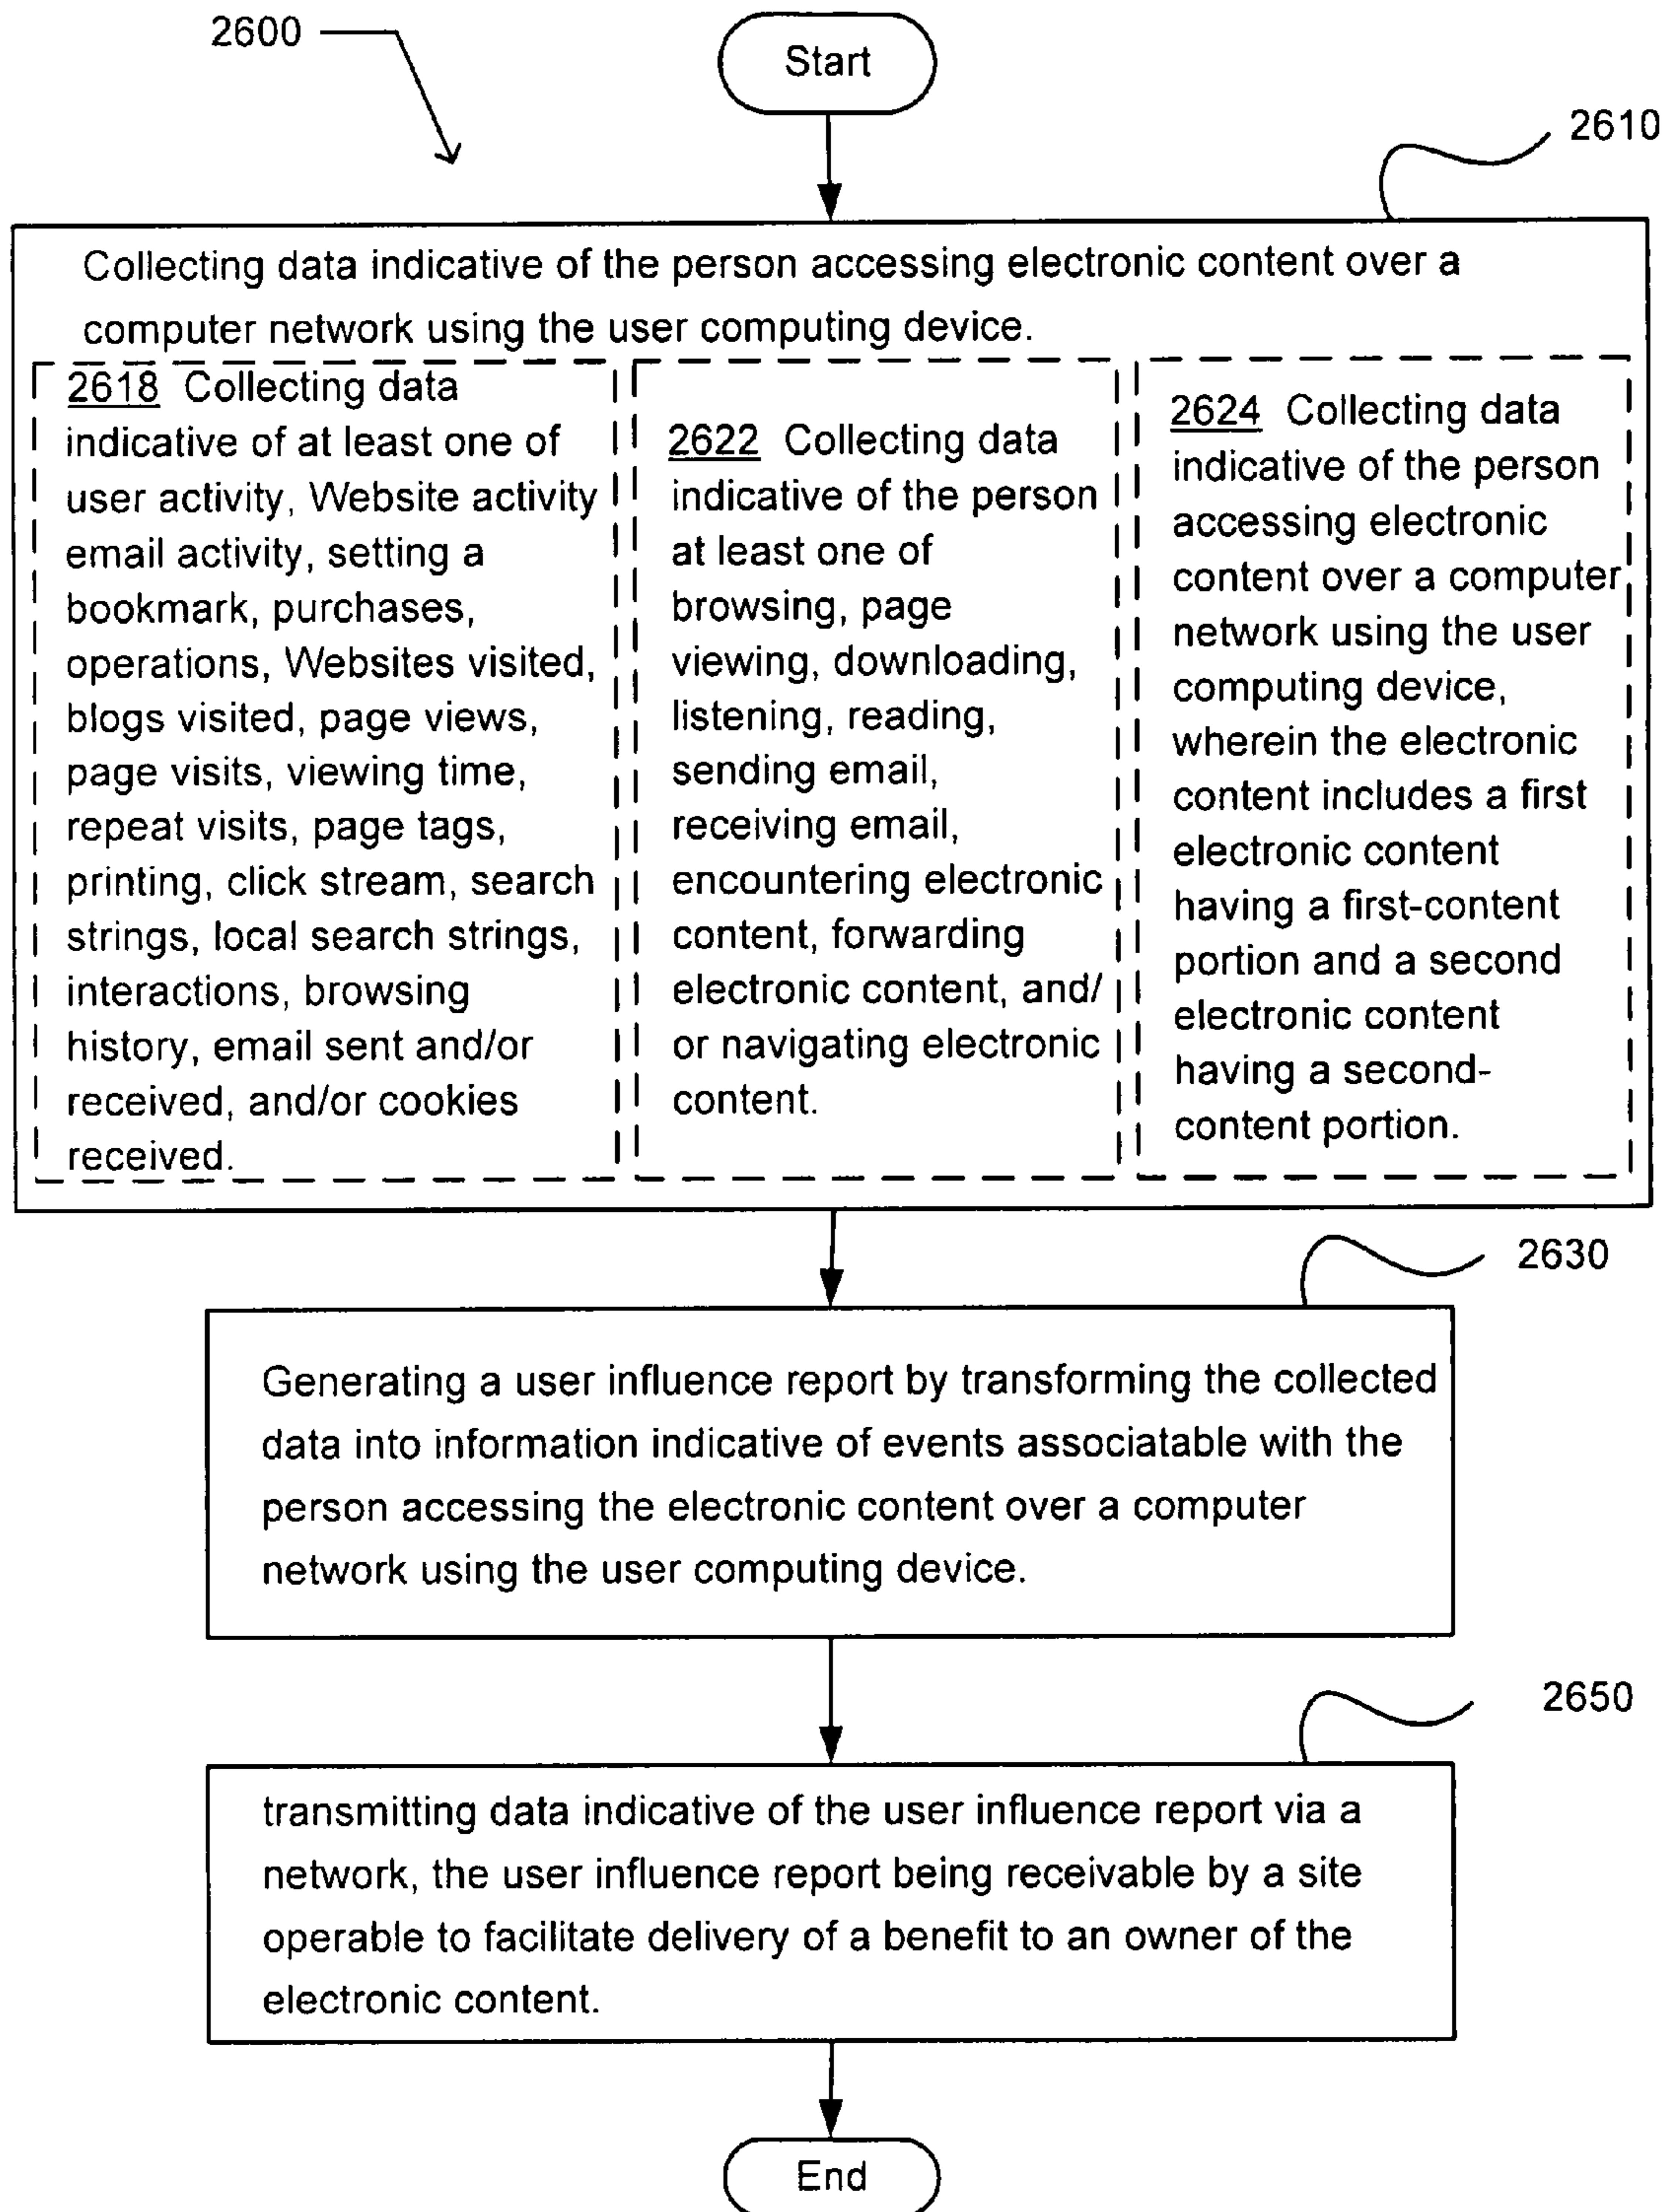 2600
Start
2610
Collecting data indicative of the person accessing electronic content over a
computer network using the user computing device.
2618 Collecting data
indicative of at least one of
user activity, Website activity
email activity, setting a
bookmark, purchases,
operations, Websites visited,
blogs visited, page views,
page visits, viewing time,
repeat visits, page tags,
printing, click stream, search
strings, local search strings,
interactions, browsing
history, email sent and/or
received, and/or cookies
received.
2622 Collecting data
indicative of the person
at least one of
browsing, page
viewing, downloading,
listening, reading,
sending email,
receiving email,
encountering electronic
content, forwarding
electronic content, and/
or navigating electronic
content.
2624 Collecting data
indicative of the person
accessing electronic
content over a computer
network using the user
computing device,
wherein the electronic
content includes a first
electronic content
having a first-content
portion and a second
electronic content
having a second-
content portion.
2630
Generating a user influence report by transforming the collected
data into information indicative of events associatable with the
person accessing the electronic content over a computer
network using the user computing device.
2650
transmitting data indicative of the user influence report via a
network, the user influence report being receivable by a site
operable to facilitate delivery of a benefit to an owner of the
electronic content.
End